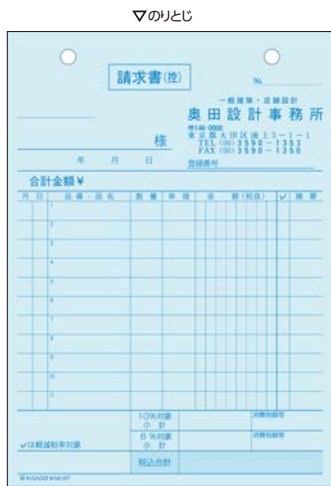 ▽のりとじ
請求書(控)
No.
一般建築・店舗設計
奥田設計事務所
〒146-0000
東京都大田区池上3-1-1
TEL (00) 3590-1353
FAX (00) 3590-1350
様
年 月 日
登録番号
合計金額￥
月 日 品番・品名 数量 単価 金額(税抜) ✓ 摘要
1
2
3
4
5
6
7
8
9
10
11
10%対象 小計 消費税額等
8%対象 小計 消費税額等
✓は軽減税率対象
税込合計